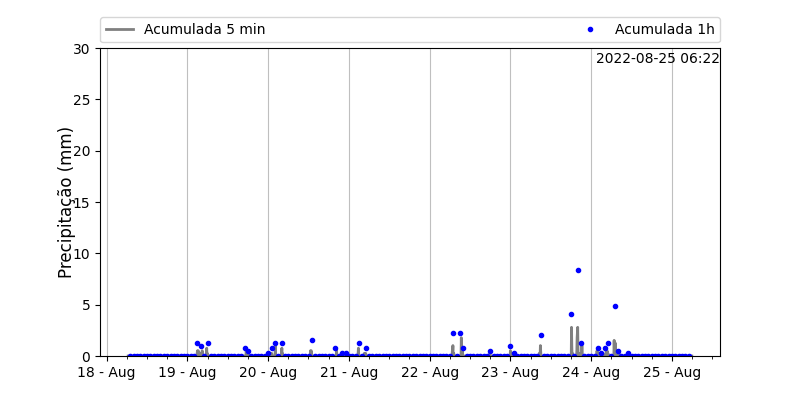 Acumulada 5 min
Acumulada 1h
2022-08-25 06:22
Precipitação (mm)
30
25
20
15
10
5
0
18 - Aug
19 - Aug
20 - Aug
21 - Aug
22 - Aug
23 - Aug
24 - Aug
25 - Aug